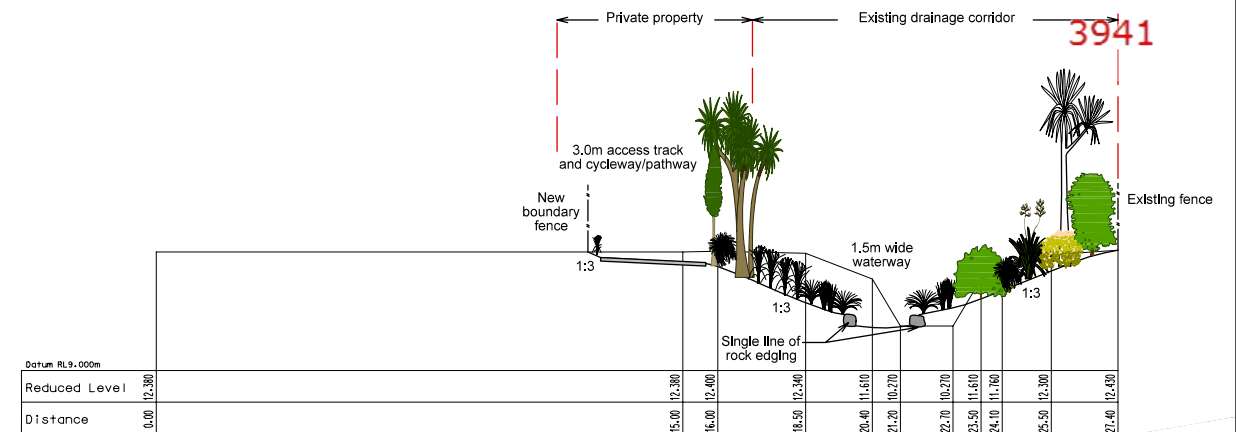 Private property
Existing drainage corridor
3941
3.0m access track
and cycleway/pathway
New
boundary
fence
Existing fence
1.5m wide
waterway
1:3
1:3
1:3
Single line of
rock edging
Datum RL9.000m
Reduced Level 12.380 12.380 12.400 12.340 11.610 10.270 10.270 11.610 11.760 12.300 12.430
Distance 0.00 15.00 16.00 18.50 20.40 21.20 22.70 23.50 24.10 25.50 27.40